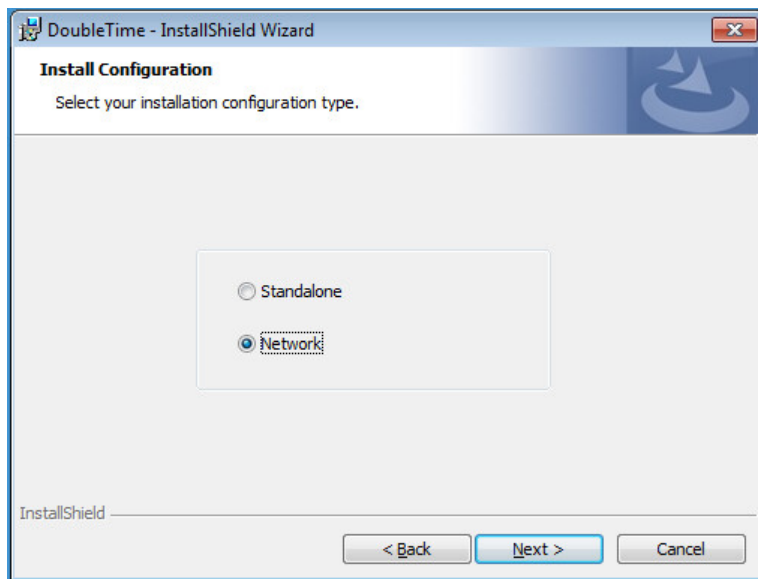 DoubleTime - InstallShield Wizard
Install Configuration
Select your installation configuration type.
Standalone
Network
InstallShield
< Back Next > Cancel